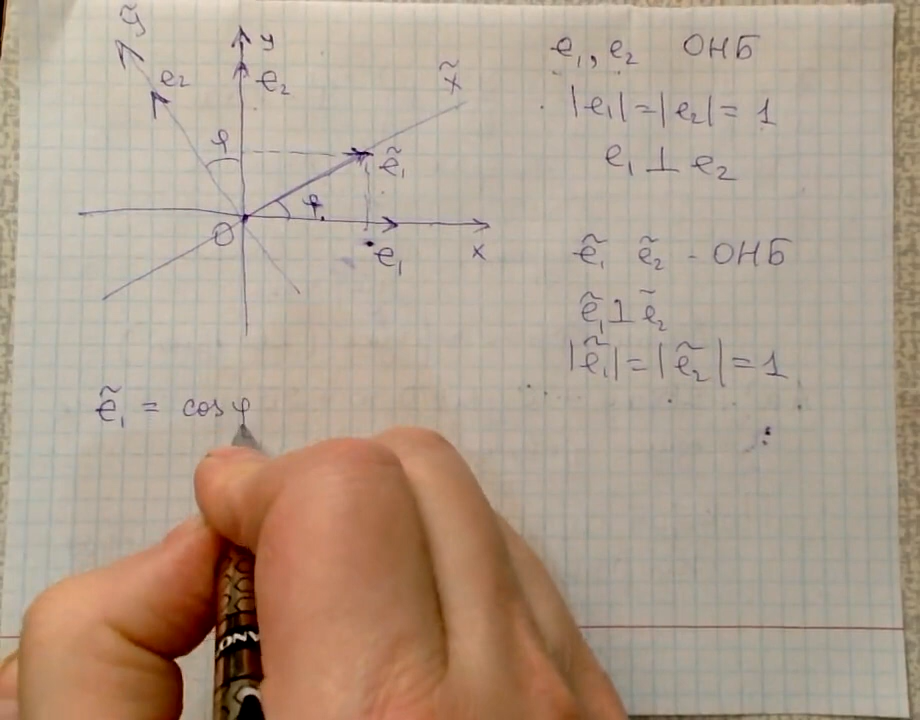 ỹ
y
e₂
e₂
x̃
φ
ẽ₁
φ
O
e₁
x
e₁, e₂ ОНБ
|e₁| = |e₂| = 1
e₁ ⊥ e₂
ẽ₁ ẽ₂ - ОНБ
ẽ₁ ⊥ ẽ₂
|ẽ₁| = |ẽ₂| = 1
ẽ₁ = cos φ